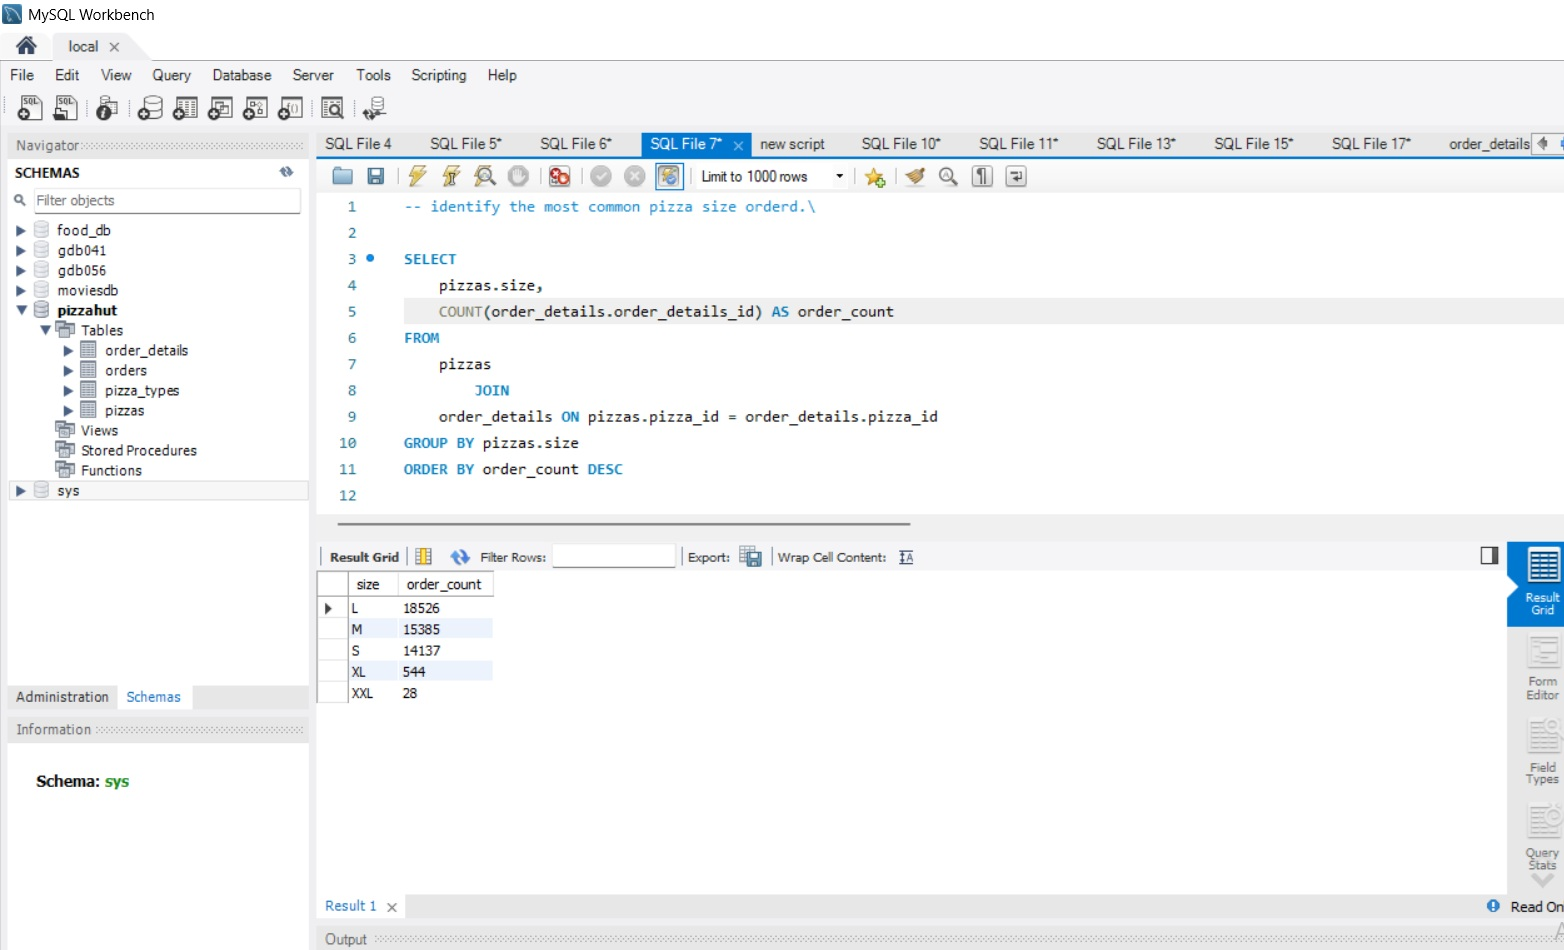 MySQL Workbench
local
File Edit View Query Database Server Tools Scripting Help
Navigator
SCHEMAS
Filter objects
food_db
gdb041
gdb056
moviesdb
pizzahut
Tables
order_details
orders
pizza_types
pizzas
Views
Stored Procedures
Functions
sys
Administration Schemas
Information
Schema: sys
SQL File 4 SQL File 5* SQL File 6* SQL File 7* new script SQL File 10* SQL File 11* SQL File 13* SQL File 15* SQL File 17* order_details
Limit to 1000 rows
1 -- identify the most common pizza size orderd.\
2
3 SELECT
4 pizzas.size,
5 COUNT(order_details.order_details_id) AS order_count
6 FROM
7 pizzas
8 JOIN
9 order_details ON pizzas.pizza_id = order_details.pizza_id
10 GROUP BY pizzas.size
11 ORDER BY order_count DESC
12
Result Grid Filter Rows: Export: Wrap Cell Content:
size order_count
L 18526
M 15385
S 14137
XL 544
XXL 28
Result
Grid
Form
Editor
Field
Types
Query
Stats
Result 1
Read On
Output